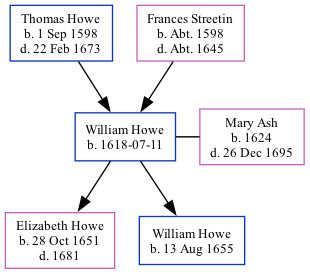 Thomas Howe
b. 1 Sep 1598
d. 22 Feb 1673
Frances Streetin
b. Abt. 1598
d. Abt. 1645
William Howe
b. 1618-07-11
Mary Ash
b. 1624
d. 26 Dec 1695
Elizabeth Howe
b. 28 Oct 1651
d. 1681
William Howe
b. 13 Aug 1655